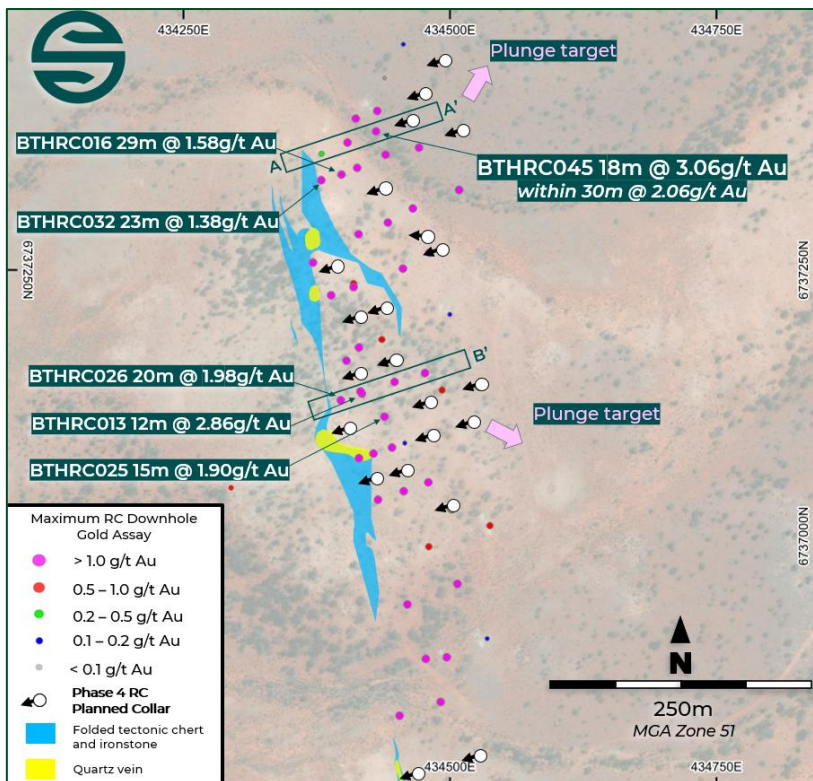 434250E
434500E
434750E
Plunge target
A'
BTHRC016 29m @ 1.58g/t Au
A
BTHRC045 18m @ 3.06g/t Au
within 30m @ 2.06g/t Au
BTHRC032 23m @ 1.38g/t Au
6737250N
6737250N
B'
BTHRC026 20m @ 1.98g/t Au
B
BTHRC013 12m @ 2.86g/t Au
Plunge target
BTHRC025 15m @ 1.90g/t Au
6737000N
Maximum RC Downhole
Gold Assay
> 1.0 g/t Au
0.5 – 1.0 g/t Au
0.2 – 0.5 g/t Au
0.1 – 0.2 g/t Au
< 0.1 g/t Au
Phase 4 RC
Planned Collar
Folded tectonic chert
and ironstone
Quartz vein
N
250m
MGA Zone 51
434500E
434750E